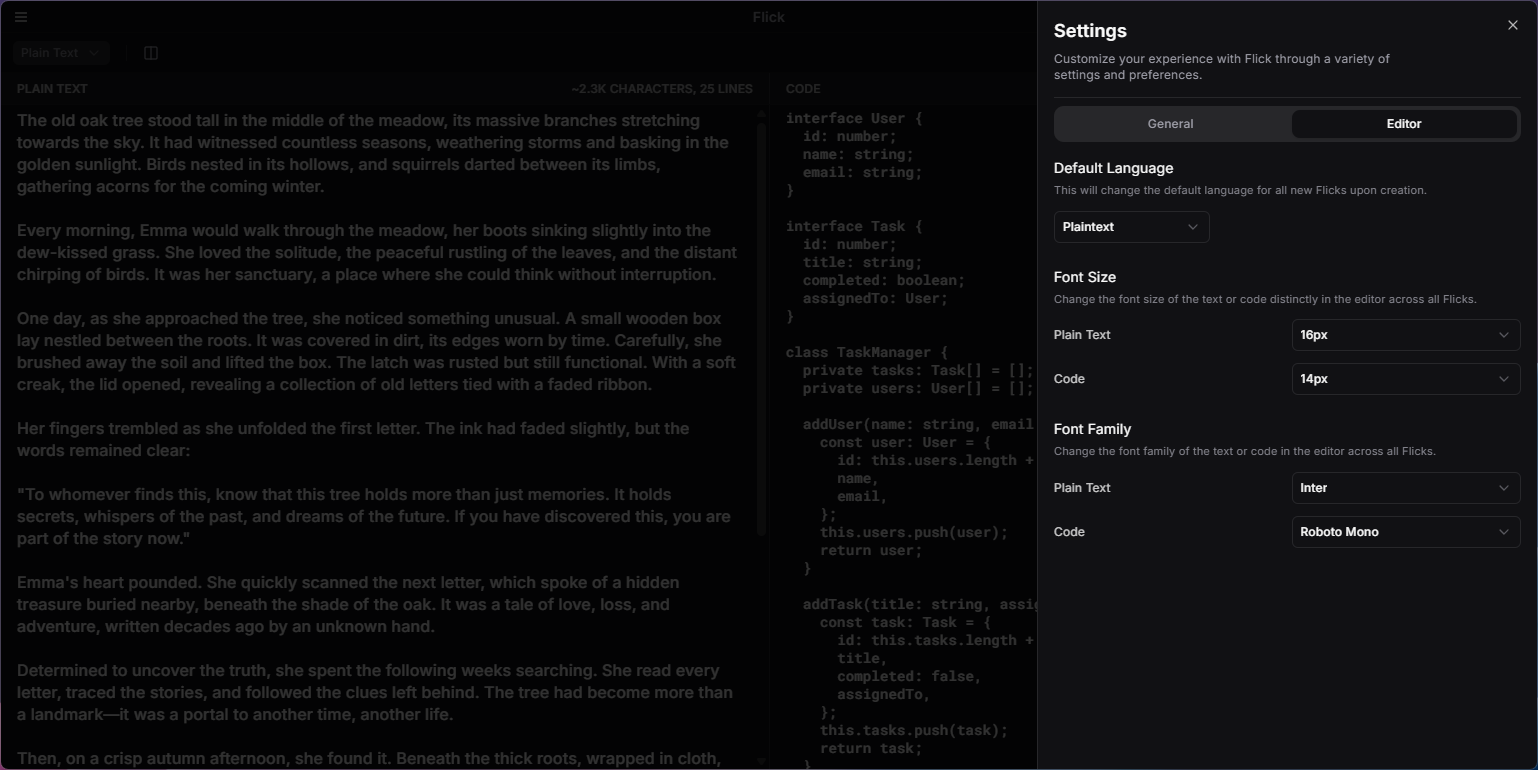 Flick
Plain Text
PLAIN TEXT
~2.3K CHARACTERS, 25 LINES
The old oak tree stood tall in the middle of the meadow, its massive branches stretching
towards the sky. It had witnessed countless seasons, weathering storms and basking in the
golden sunlight. Birds nested in its hollows, and squirrels darted between its limbs,
gathering acorns for the coming winter.
Every morning, Emma would walk through the meadow, her boots sinking slightly into the
dew-kissed grass. She loved the solitude, the peaceful rustling of the leaves, and the distant
chirping of birds. It was her sanctuary, a place where she could think without interruption.
One day, as she approached the tree, she noticed something unusual. A small wooden box
lay nestled between the roots. It was covered in dirt, its edges worn by time. Carefully, she
brushed away the soil and lifted the box. The latch was rusted but still functional. With a soft
creak, the lid opened, revealing a collection of old letters tied with a faded ribbon.
Her fingers trembled as she unfolded the first letter. The ink had faded slightly, but the
words remained clear:
"To whomever finds this, know that this tree holds more than just memories. It holds
secrets, whispers of the past, and dreams of the future. If you have discovered this, you are
part of the story now."
Emma's heart pounded. She quickly scanned the next letter, which spoke of a hidden
treasure buried nearby, beneath the shade of the oak. It was a tale of love, loss, and
adventure, written decades ago by an unknown hand.
Determined to uncover the truth, she spent the following weeks searching. She read every
letter, traced the stories, and followed the clues left behind. The tree had become more than
a landmark—it was a portal to another time, another life.
Then, on a crisp autumn afternoon, she found it. Beneath the thick roots, wrapped in cloth,
CODE
interface User {
  id: number;
  name: string;
  email: string;
}
interface Task {
  id: number;
  title: string;
  completed: boolean;
  assignedTo: User;
}
class TaskManager {
  private tasks: Task[] = [];
  private users: User[] = [];
  addUser(name: string, email
    const user: User = {
      id: this.users.length +
      name,
      email,
    };
    this.users.push(user);
    return user;
  }
  addTask(title: string, assig
    const task: Task = {
      id: this.tasks.length +
      title,
      completed: false,
      assignedTo,
    };
    this.tasks.push(task);
    return task;
  }
Settings
Customize your experience with Flick through a variety of
settings and preferences.
General
Editor
Default Language
This will change the default language for all new Flicks upon creation.
Plaintext
Font Size
Change the font size of the text or code distinctly in the editor across all Flicks.
Plain Text
16px
Code
14px
Font Family
Change the font family of the text or code in the editor across all Flicks.
Plain Text
Inter
Code
Roboto Mono